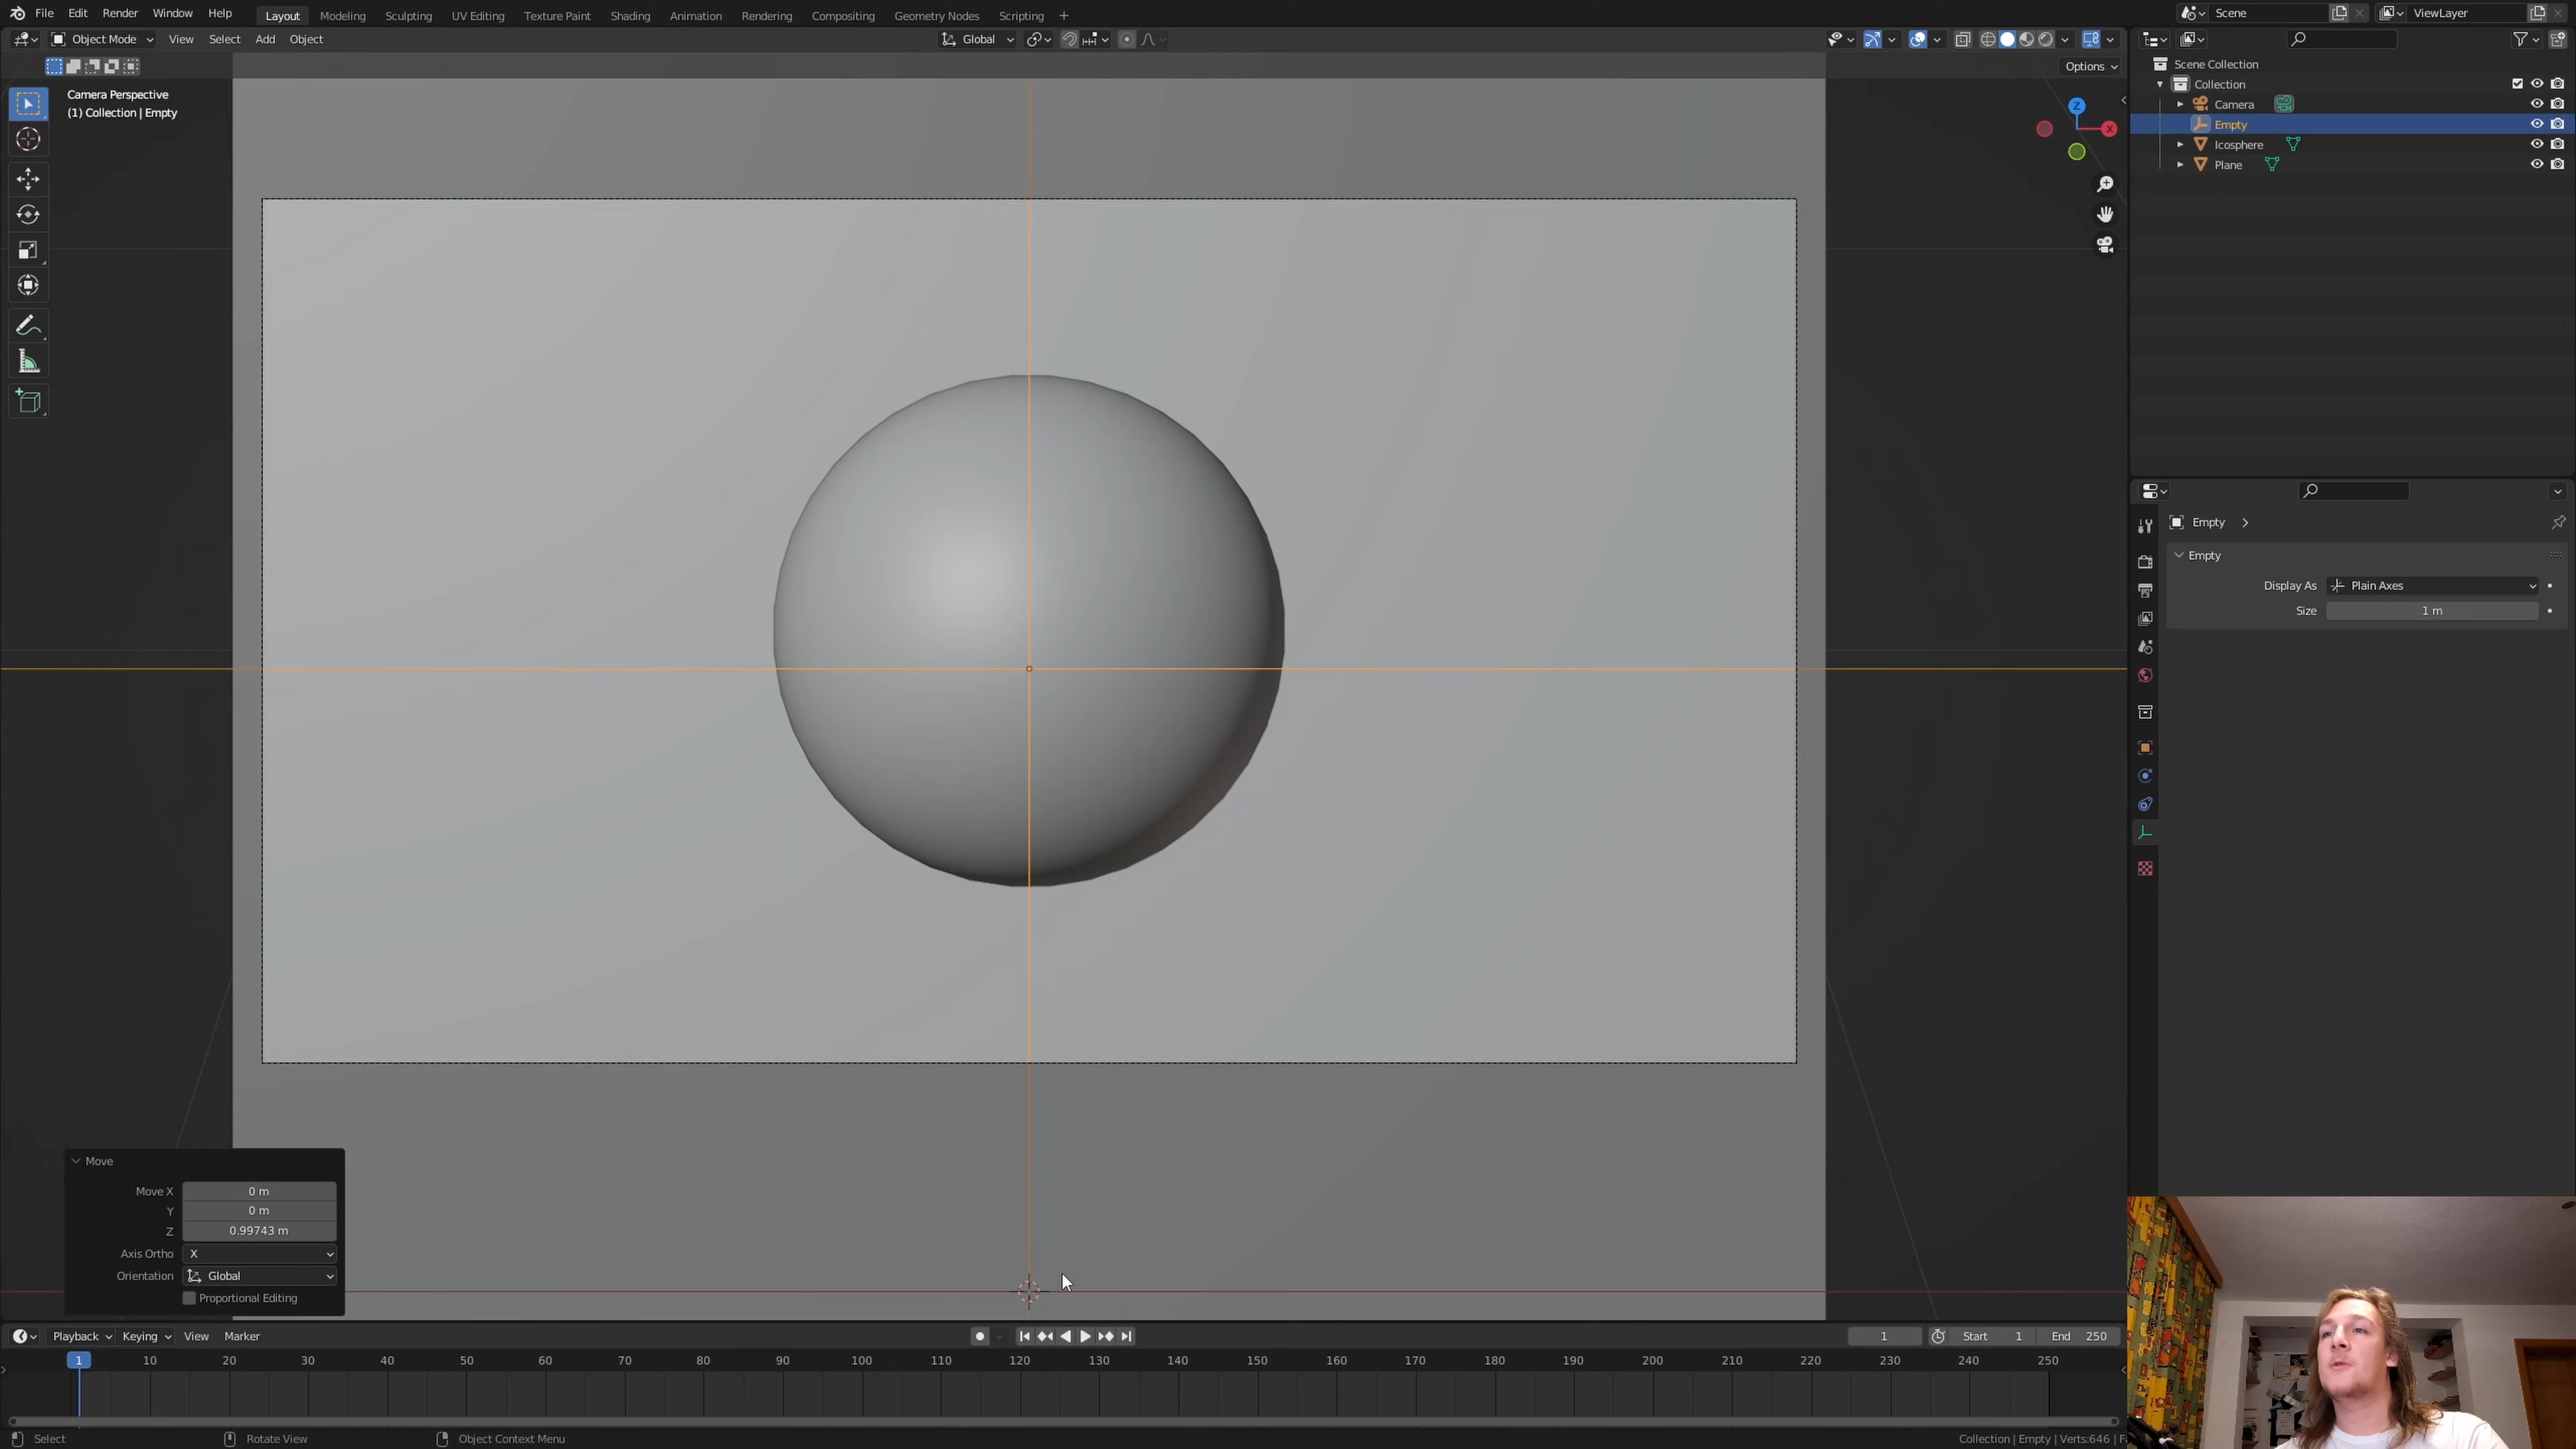 File Edit Render Window Help Layout Modeling Sculpting UV Editing Texture Paint Shading Animation Rendering Compositing Geometry Nodes Scripting + Scene ViewLayer
Object Mode View Select Add Object Global
Options
Camera Perspective
(1) Collection | Empty
Z
X
Scene Collection
Collection
Camera
Empty
Icosphere
Plane
Empty
Empty
Display As Plain Axes
Size 1 m
Move
Move X 0 m
Y 0 m
Z 0.99743 m
Axis Ortho X
Orientation Global
Proportional Editing
Playback Keying View Marker 1 Start 1 End 250
1 10 20 30 40 50 60 70 80 90 100 110 120 130 140 150 160 170 180 190 200 210 220 230 240 250
Select Rotate View Object Context Menu Collection | Empty | Verts:646 | F